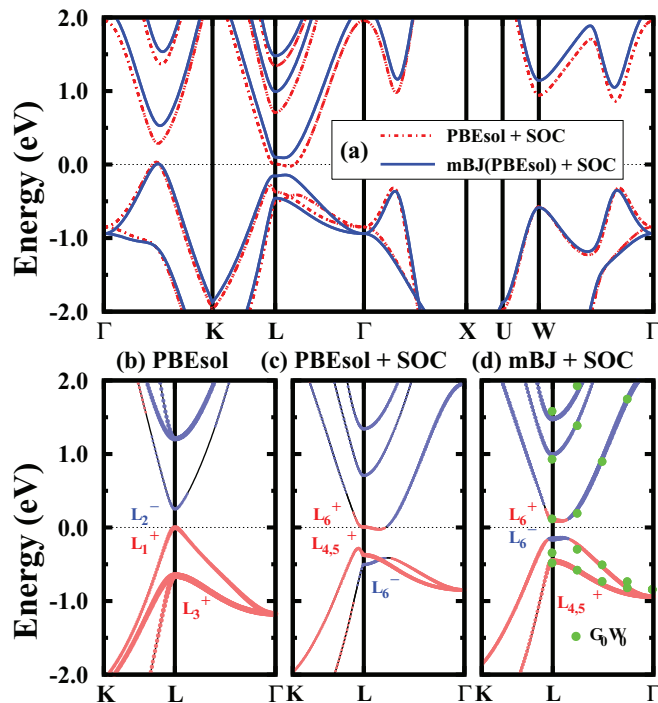 2.0
1.0
0.0
-1.0
-2.0
Energy (eV)
PBEsol + SOC
(a)
mBJ(PBEsol) + SOC
Γ K L Γ X U W Γ
(b) PBEsol (c) PBEsol + SOC (d) mBJ + SOC
2.0
1.0
0.0
-1.0
-2.0
Energy (eV)
L2-
L1+
L3+
L6+
L4,5+
L6-
L6+
L6-
L4,5+
G0W0
K L Γ K L Γ K L Γ